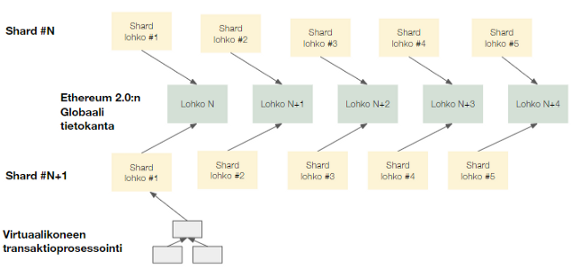 Shard #N
Shard
lohko #1
Shard
lohko #2
Shard
lohko #3
Shard
lohko #4
Shard
lohko #5
Ethereum 2.0:n
Globaali
tietokanta
Lohko N
Lohko N+1
Lohko N+2
Lohko N+3
Lohko N+4
Shard #N+1
Shard
lohko #1
Shard
lohko #2
Shard
lohko #3
Shard
lohko #4
Shard
lohko #5
Virtuaalikoneen
transaktioprosessointi